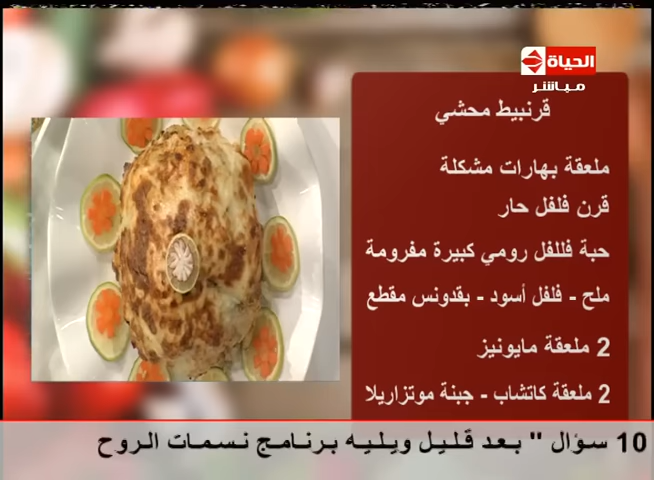 الحياة
مباشر
قرنبيط محشي
ملعقة بهارات مشكلة
قرن فلفل حار
حبة فللفل رومي كبيرة مفرومة
ملح - فلفل أسود - بقدونس مقطع
2 ملعقة مايونيز
2 ملعقة كاتشاب - جبنة موتزاريلا
10 سؤال " بعد قليل ويليه برنامج نسمات الروح